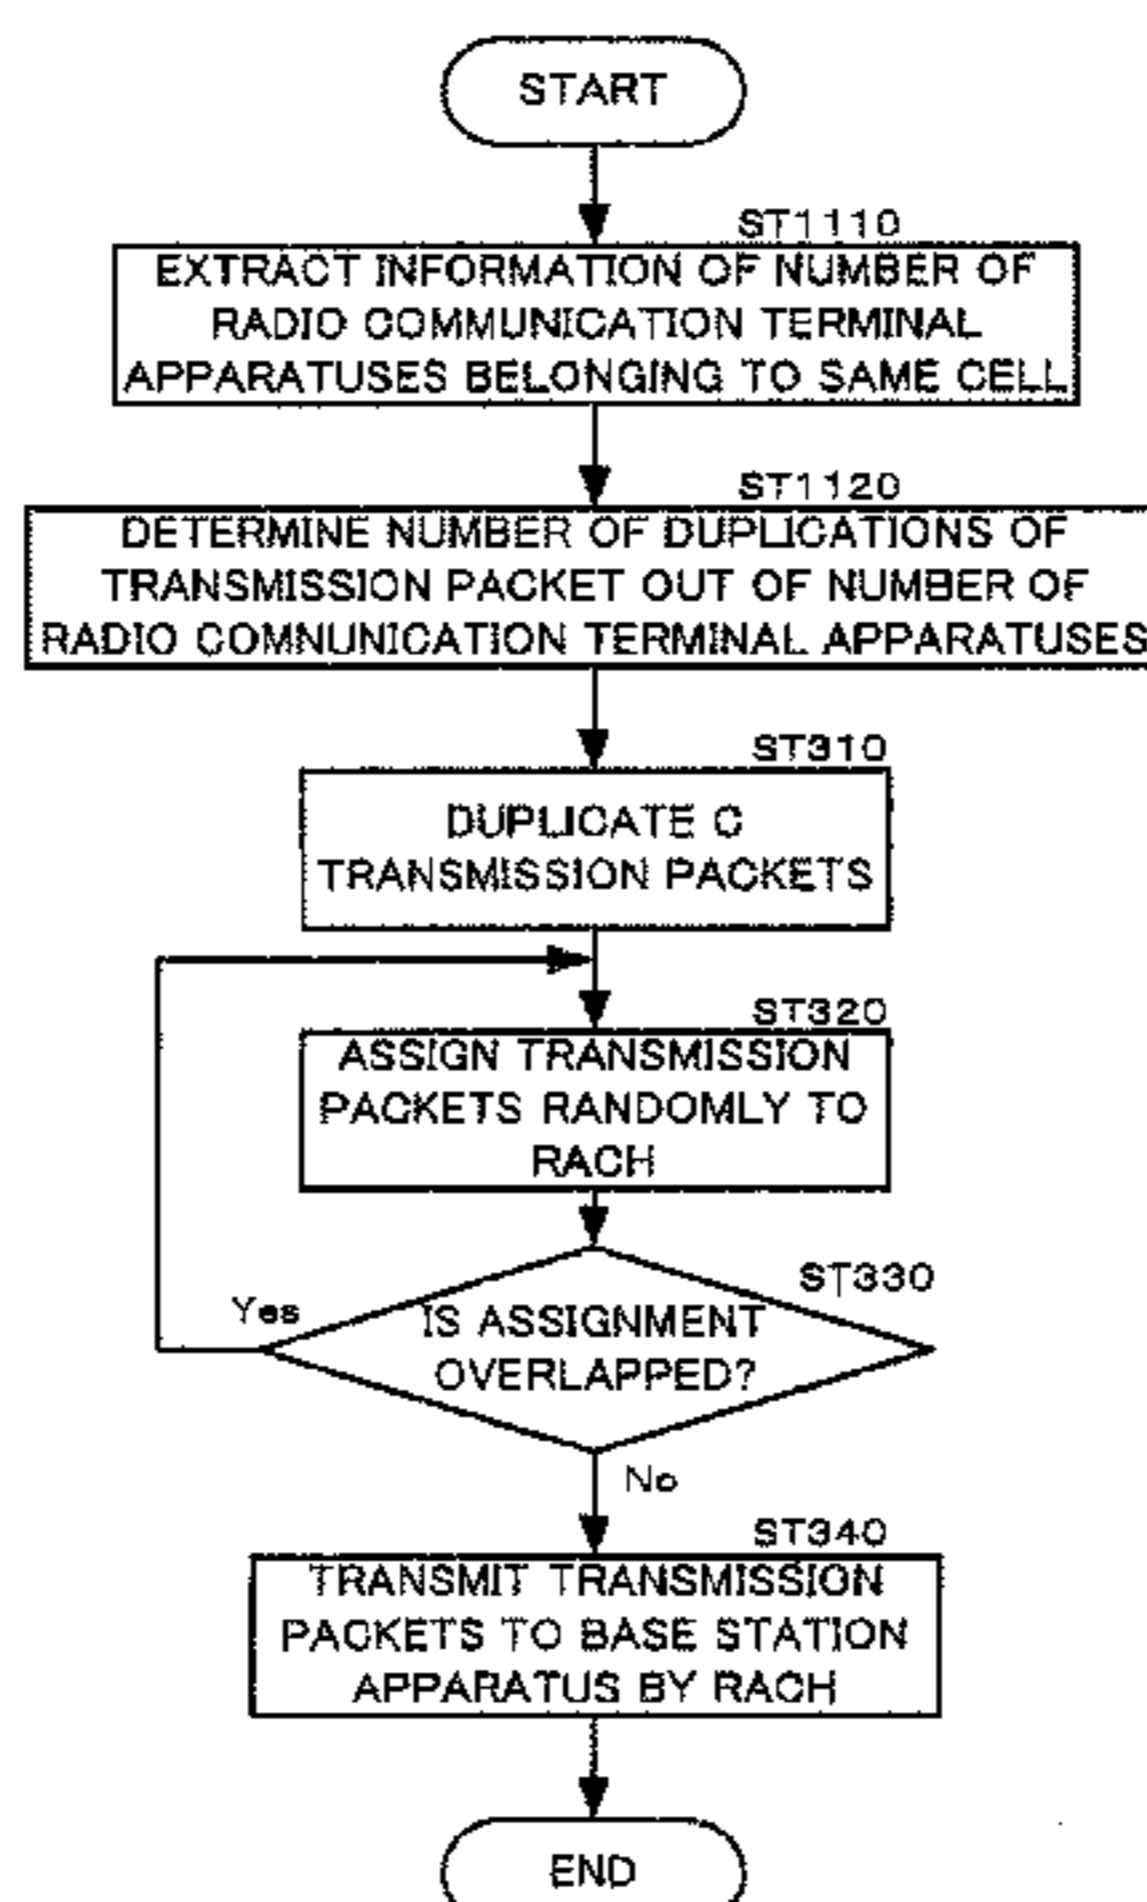 START
ST1110
EXTRACT INFORMATION OF NUMBER OF
RADIO COMMUNICATION TERMINAL
APPARATUSES BELONGING TO SAME CELL
ST1120
DETERMINE NUMBER OF DUPLICATIONS OF
TRANSMISSION PACKET OUT OF NUMBER OF
RADIO COMNUNICATION TERMINAL APPARATUSES
ST310
DUPLICATE C
TRANSMISSION PACKETS
ST320
ASSIGN TRANSMISSION
PACKETS RANDOMLY TO
RACH
ST330
Yes
IS ASSIGNMENT
OVERLAPPED?
No
ST340
TRANSMIT TRANSMISSION
PACKETS TO BASE STATION
APPARATUS BY RACH
END